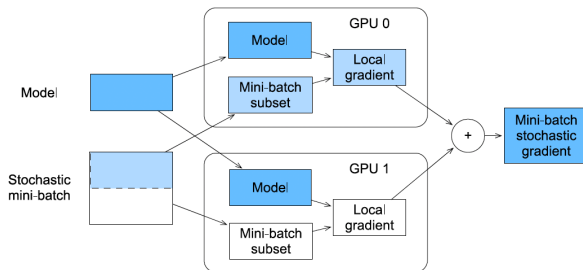 GPU 0
Model
Local
gradient
Mini-batch
subset
Model
+
Mini-batch
stochastic
gradient
Stochastic
mini-batch
GPU 1
Model
Local
gradient
Mini-batch
subset